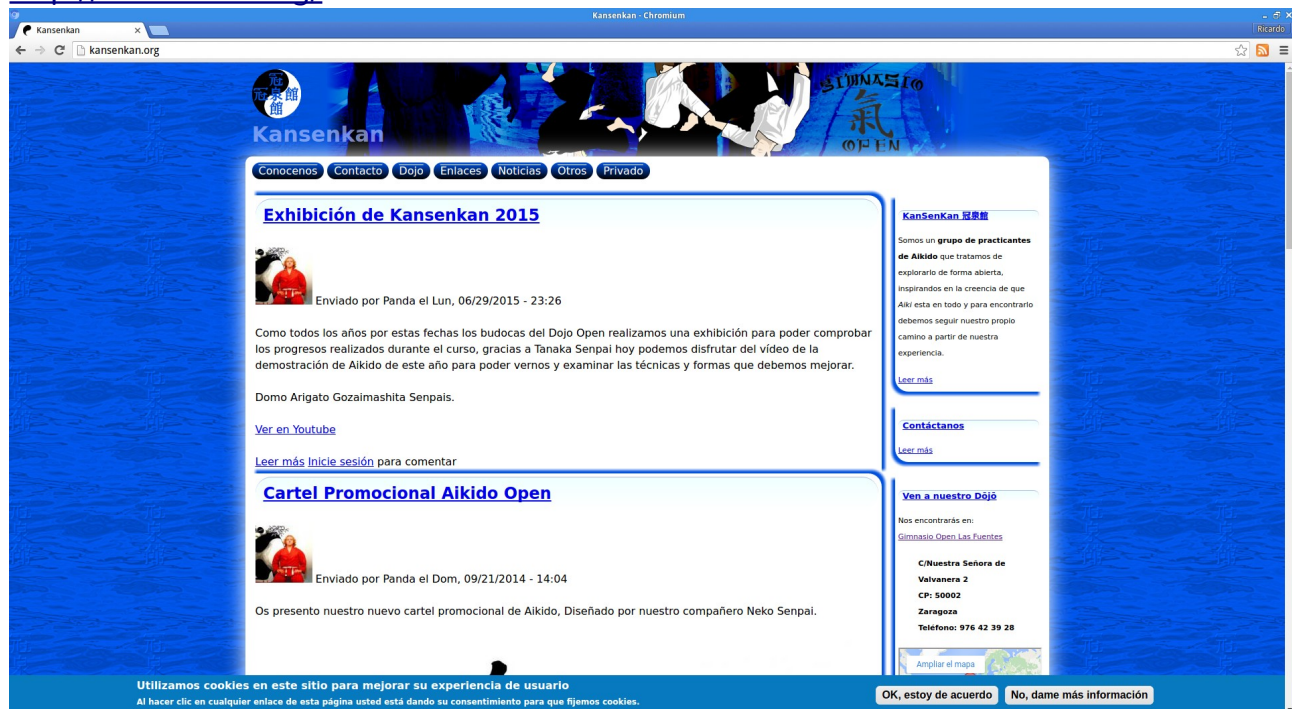 Kansenkan - Chromium
Kansenkan
Ricardo
kansenkan.org
冠
冠泉館
館
Kansenkan
GIMNASIO
氣
OPEN
Conocenos Contacto Dojo Enlaces Noticias Otros Privado
Exhibición de Kansenkan 2015
Enviado por Panda el Lun, 06/29/2015 - 23:26
Como todos los años por estas fechas los budocas del Dojo Open realizamos una exhibición para poder comprobar
los progresos realizados durante el curso, gracias a Tanaka Senpai hoy podemos disfrutar del vídeo de la
demostración de Aikido de este año para poder vernos y examinar las técnicas y formas que debemos mejorar.
Domo Arigato Gozaimashita Senpais.
Ver en Youtube
Leer más Inicie sesión para comentar
Cartel Promocional Aikido Open
Enviado por Panda el Dom, 09/21/2014 - 14:04
Os presento nuestro nuevo cartel promocional de Aikido, Diseñado por nuestro compañero Neko Senpai.
KanSenKan 冠泉館
Somos un grupo de practicantes
de Aikido que tratamos de
explorarlo de forma abierta,
inspirandos en la creencia de que
Aiki esta en todo y para encontrarlo
debemos seguir nuestro propio
camino a partir de nuestra
experiencia.
Leer más
Contáctanos
Leer más
Ven a nuestro Dōjō
Nos encontrarás en:
Gimnasio Open Las Fuentes
C/Nuestra Señora de
Valvanera 2
CP: 50002
Zaragoza
Teléfono: 976 42 39 28
Ampliar el mapa
Utilizamos cookies en este sitio para mejorar su experiencia de usuario
Al hacer clic en cualquier enlace de esta página usted está dando su consentimiento para que fijemos cookies.
OK, estoy de acuerdo No, dame más información